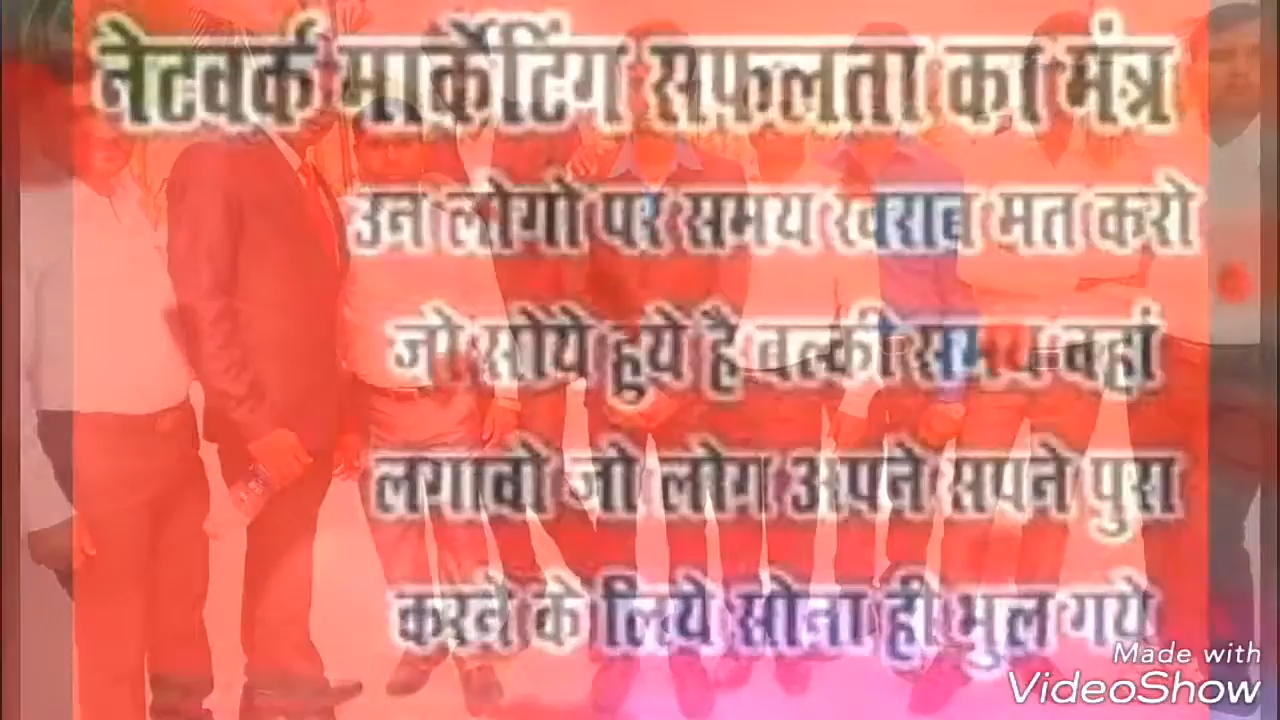 नेटवर्क मार्केटिंग सफलता का मंत्र
उन लोगो पर समय खराब मत करो
जो सोये हुये है बल्की समय वहां
लगावो जो लोग अपने सपने पुरा
करने के लिये सोना ही भुल गये
Made with
VideoShow